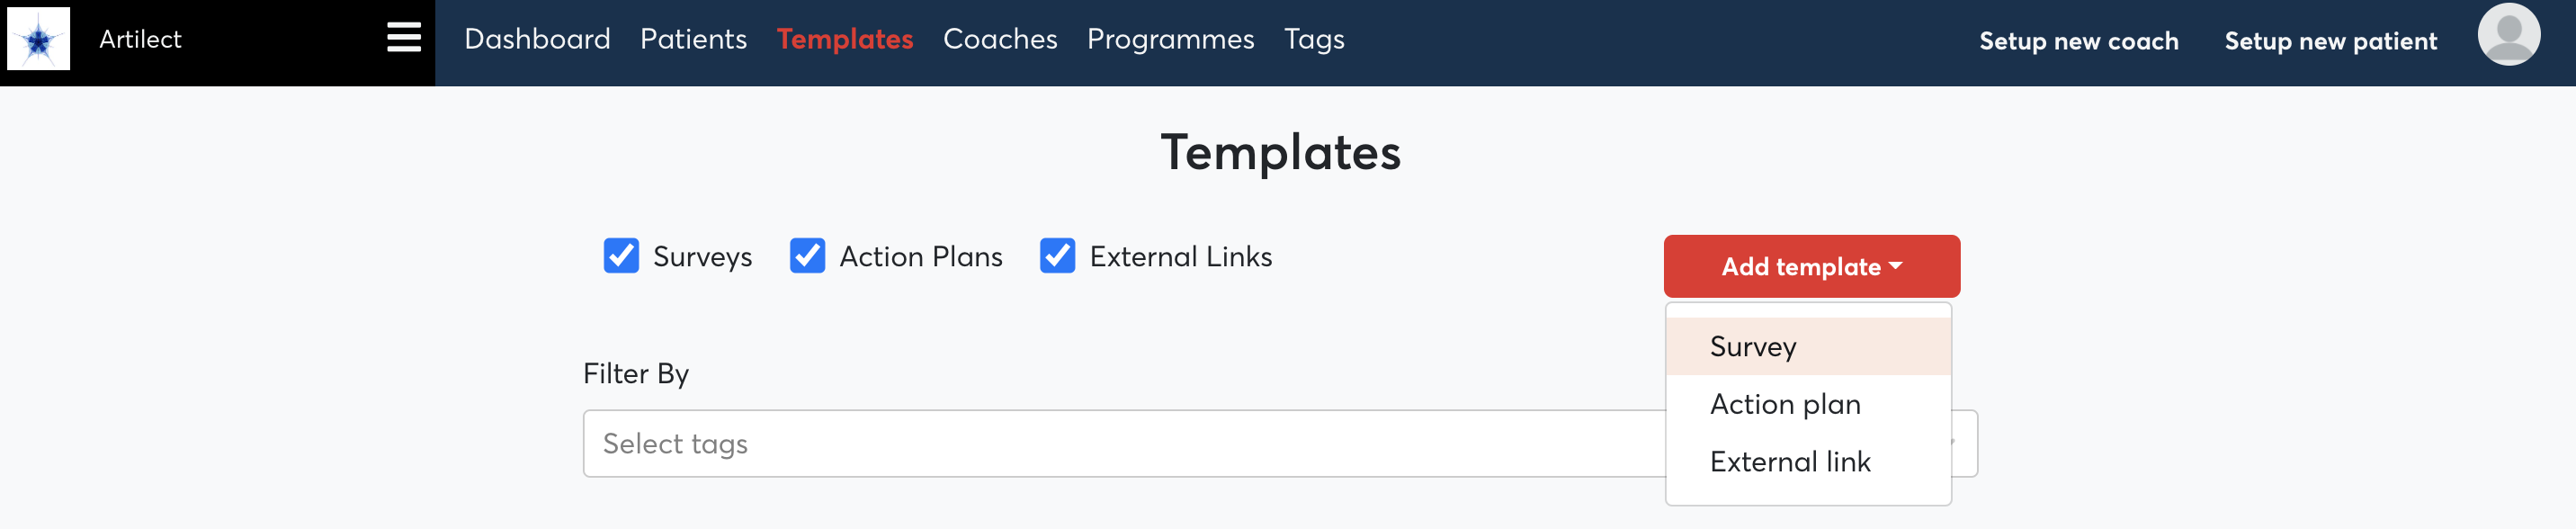 Artilect
Dashboard Patients Templates Coaches Programmes Tags
Setup new coach Setup new patient
Templates
Surveys Action Plans External Links
Add template
Survey
Action plan
External link
Filter By
Select tags